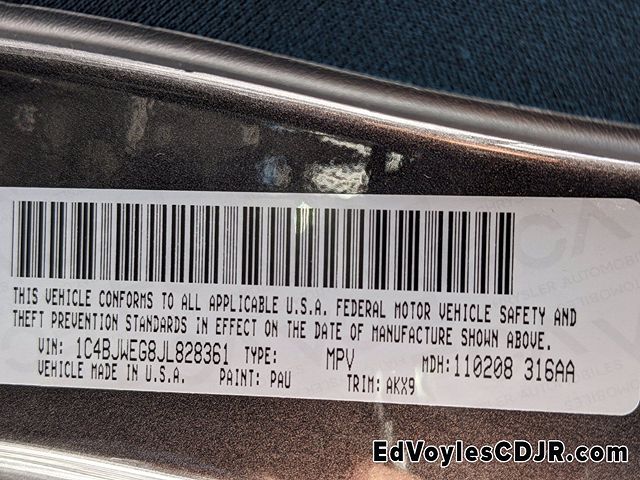 THIS VEHICLE CONFORMS TO ALL APPLICABLE U.S.A. FEDERAL MOTOR VEHICLE SAFETY AND
THEFT PREVENTION STANDARDS IN EFFECT ON THE DATE OF MANUFACTURE SHOWN ABOVE.
VIN: 1C4BJWEG8JL828361 TYPE: MPV MDH: 110208 316AA
VEHICLE MADE IN U.S.A. PAINT: PAU TRIM: AKX9
EdVoylesCDJR.com